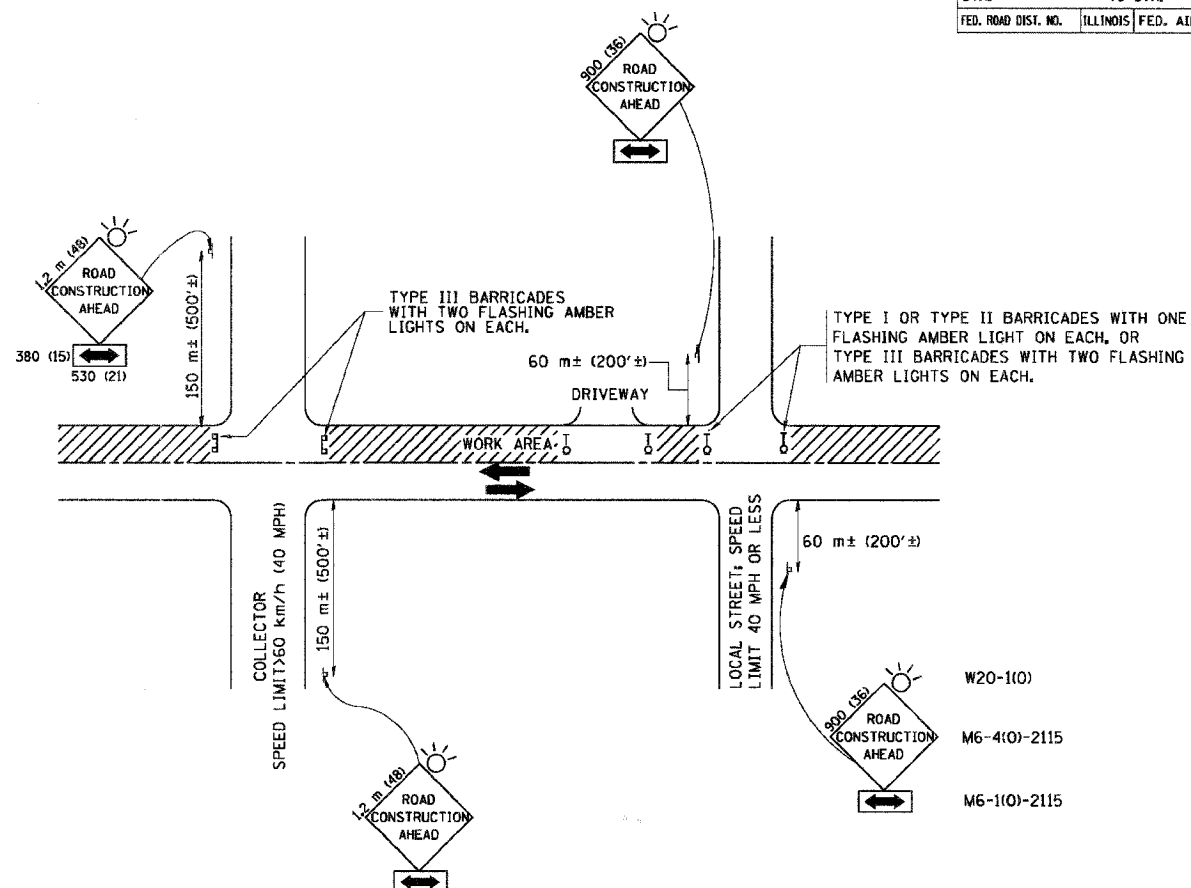 FED. ROAD DIST. NO. ILLINOIS FED. AI
900 (36)
ROAD
CONSTRUCTION
AHEAD
1.2 m (48)
ROAD
CONSTRUCTION
AHEAD
380 (15)
530 (21)
150 m± (500'±)
TYPE III BARRICADES
WITH TWO FLASHING AMBER
LIGHTS ON EACH.
60 m± (200'±)
DRIVEWAY
TYPE I OR TYPE II BARRICADES WITH ONE
FLASHING AMBER LIGHT ON EACH, OR
TYPE III BARRICADES WITH TWO FLASHING
AMBER LIGHTS ON EACH.
WORK AREA
COLLECTOR
SPEED LIMIT>60 km/h (40 MPH)
150 m± (500'±)
LOCAL STREET; SPEED
LIMIT 40 MPH OR LESS
60 m± (200'±)
1.2 m (48)
ROAD
CONSTRUCTION
AHEAD
900 (36)
ROAD
CONSTRUCTION
AHEAD
W20-1(O)
M6-4(O)-2115
M6-1(O)-2115